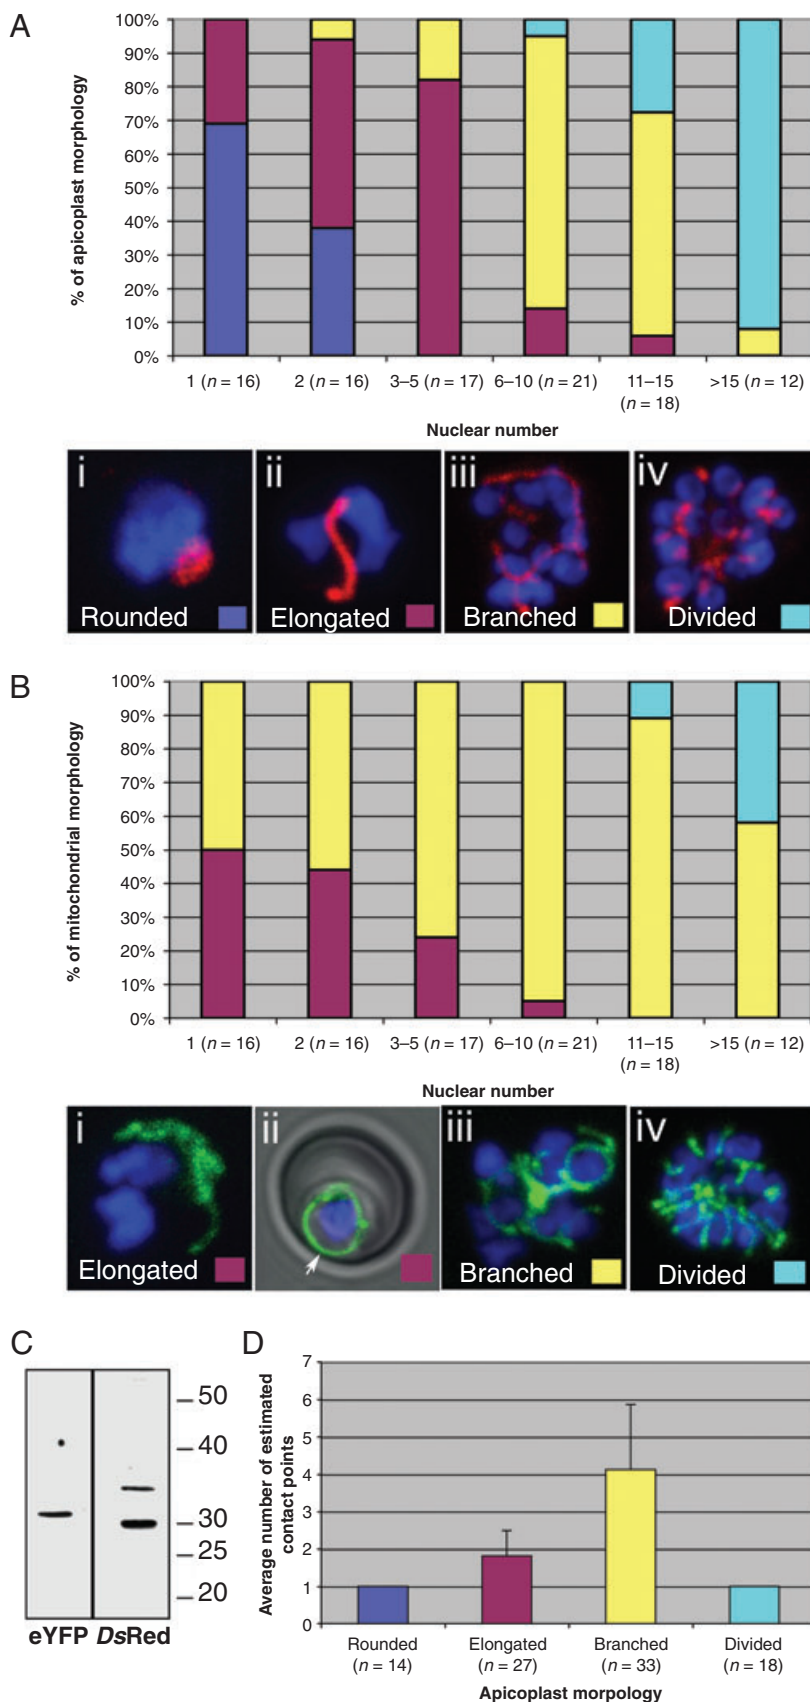 A
% of apicoplast morphology
100%
90%
80%
70%
60%
50%
40%
30%
20%
10%
0%
1 (n = 16) 2 (n = 16) 3–5 (n = 17) 6–10 (n = 21) 11–15 (n = 18) >15 (n = 12)
Nuclear number
i ii iii iv
Rounded Elongated Branched Divided
B
% of mitochondrial morphology
100%
90%
80%
70%
60%
50%
40%
30%
20%
10%
0%
1 (n = 16) 2 (n = 16) 3–5 (n = 17) 6–10 (n = 21) 11–15 (n = 18) >15 (n = 12)
Nuclear number
i ii iii iv
Elongated Branched Divided
C
50
40
30
25
20
eYFP DsRed
D
Average number of estimated
contact points
7
6
5
4
3
2
1
0
Rounded Elongated Branched Divided
(n = 14) (n = 27) (n = 33) (n = 18)
Apicoplast morpology